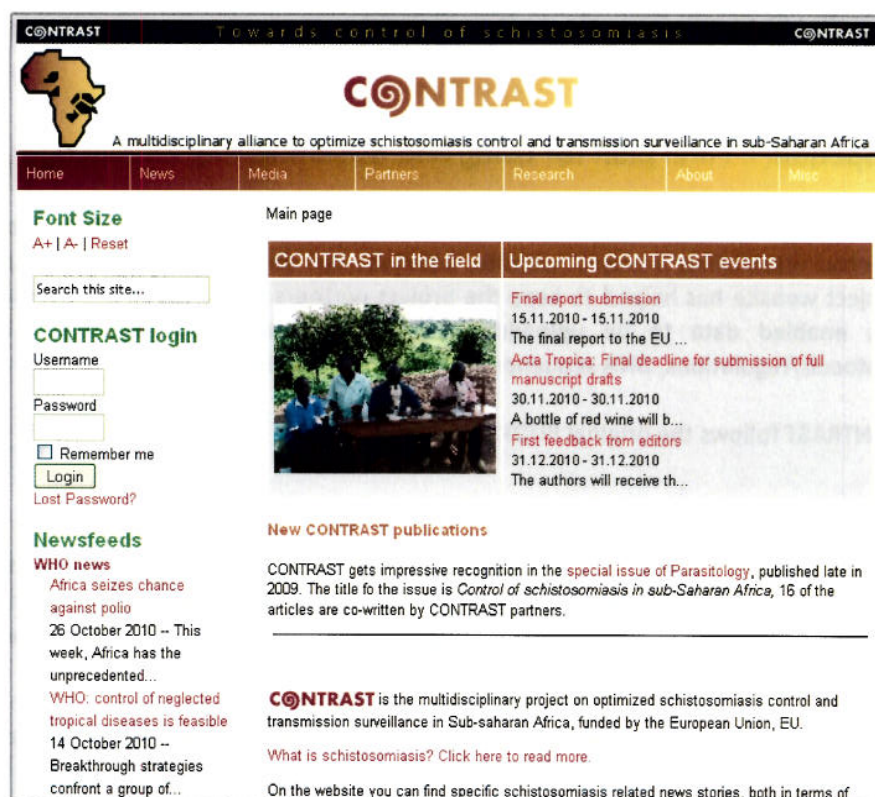 CONTRAST Towards control of schistosomiasis CONTRAST
CONTRAST
A multidisciplinary alliance to optimize schistosomiasis control and transmission surveillance in sub-Saharan Africa
Home News Media Partners Research About Misc
Font Size
A+ | A- | Reset
Search this site...
CONTRAST login
Username
Password
Remember me
Login
Lost Password?
Newsfeeds
WHO news
Africa seizes chance
against polio
26 October 2010 -- This
week, Africa has the
unprecedented...
WHO: control of neglected
tropical diseases is feasible
14 October 2010 --
Breakthrough strategies
confront a group of...
Main page
CONTRAST in the field
Upcoming CONTRAST events
Final report submission
15.11.2010 - 15.11.2010
The final report to the EU ...
Acta Tropica: Final deadline for submission of full
manuscript drafts
30.11.2010 - 30.11.2010
A bottle of red wine will b...
First feedback from editors
31.12.2010 - 31.12.2010
The authors will receive th...
New CONTRAST publications
CONTRAST gets impressive recognition in the special issue of Parasitology, published late in
2009. The title fo the issue is Control of schistosomiasis in sub-Saharan Africa, 16 of the
articles are co-written by CONTRAST partners.
CONTRAST is the multidisciplinary project on optimized schistosomiasis control and
transmission surveillance in Sub-saharan Africa, funded by the European Union, EU.
What is schistosomiasis? Click here to read more.
On the website you can find specific schistosomiasis related news stories, both in terms of